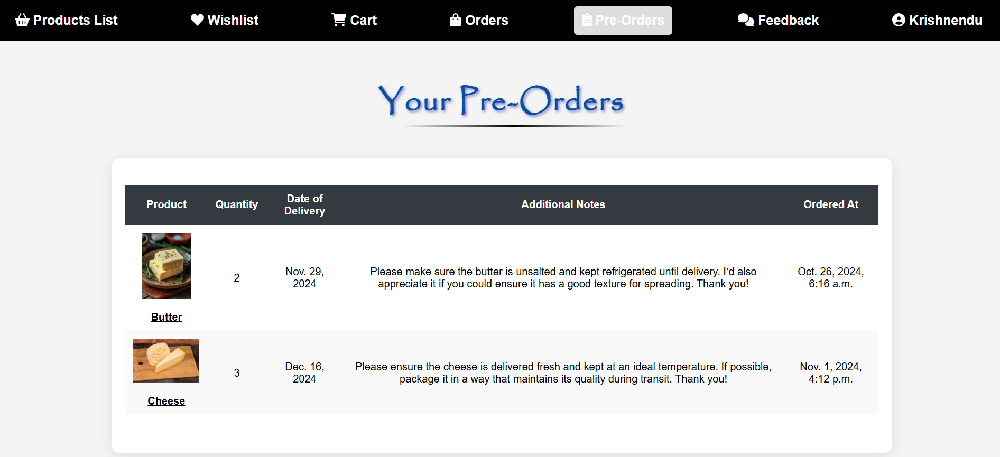 Products List Wishlist Cart Orders Pre-Orders Feedback Krishnendu
Your Pre-Orders
Product Quantity Date of Delivery Additional Notes Ordered At
Butter
2
Nov. 29,
2024
Please make sure the butter is unsalted and kept refrigerated until delivery. I’d also
appreciate it if you could ensure it has a good texture for spreading. Thank you!
Oct. 26, 2024,
6:16 a.m.
Cheese
3
Dec. 16,
2024
Please ensure the cheese is delivered fresh and kept at an ideal temperature. If possible,
package it in a way that maintains its quality during transit. Thank you!
Nov. 1, 2024,
4:12 p.m.